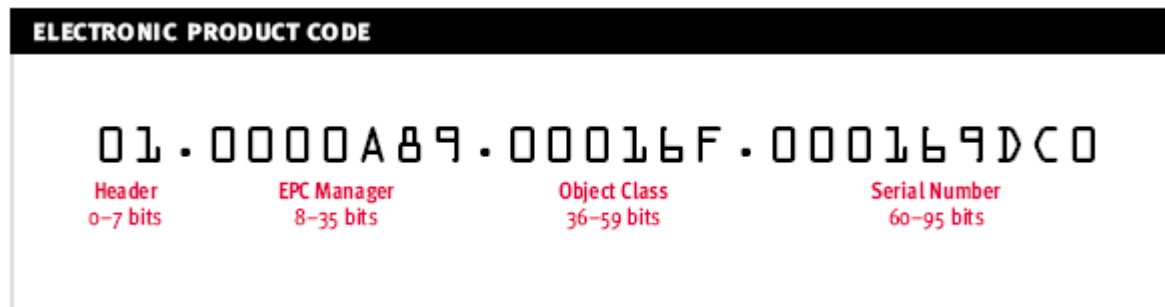 ELECTRONIC PRODUCT CODE
01.0000A89.00016F.000169DC0
Header EPC Manager Object Class Serial Number
0–7 bits 8–35 bits 36–59 bits 60–95 bits